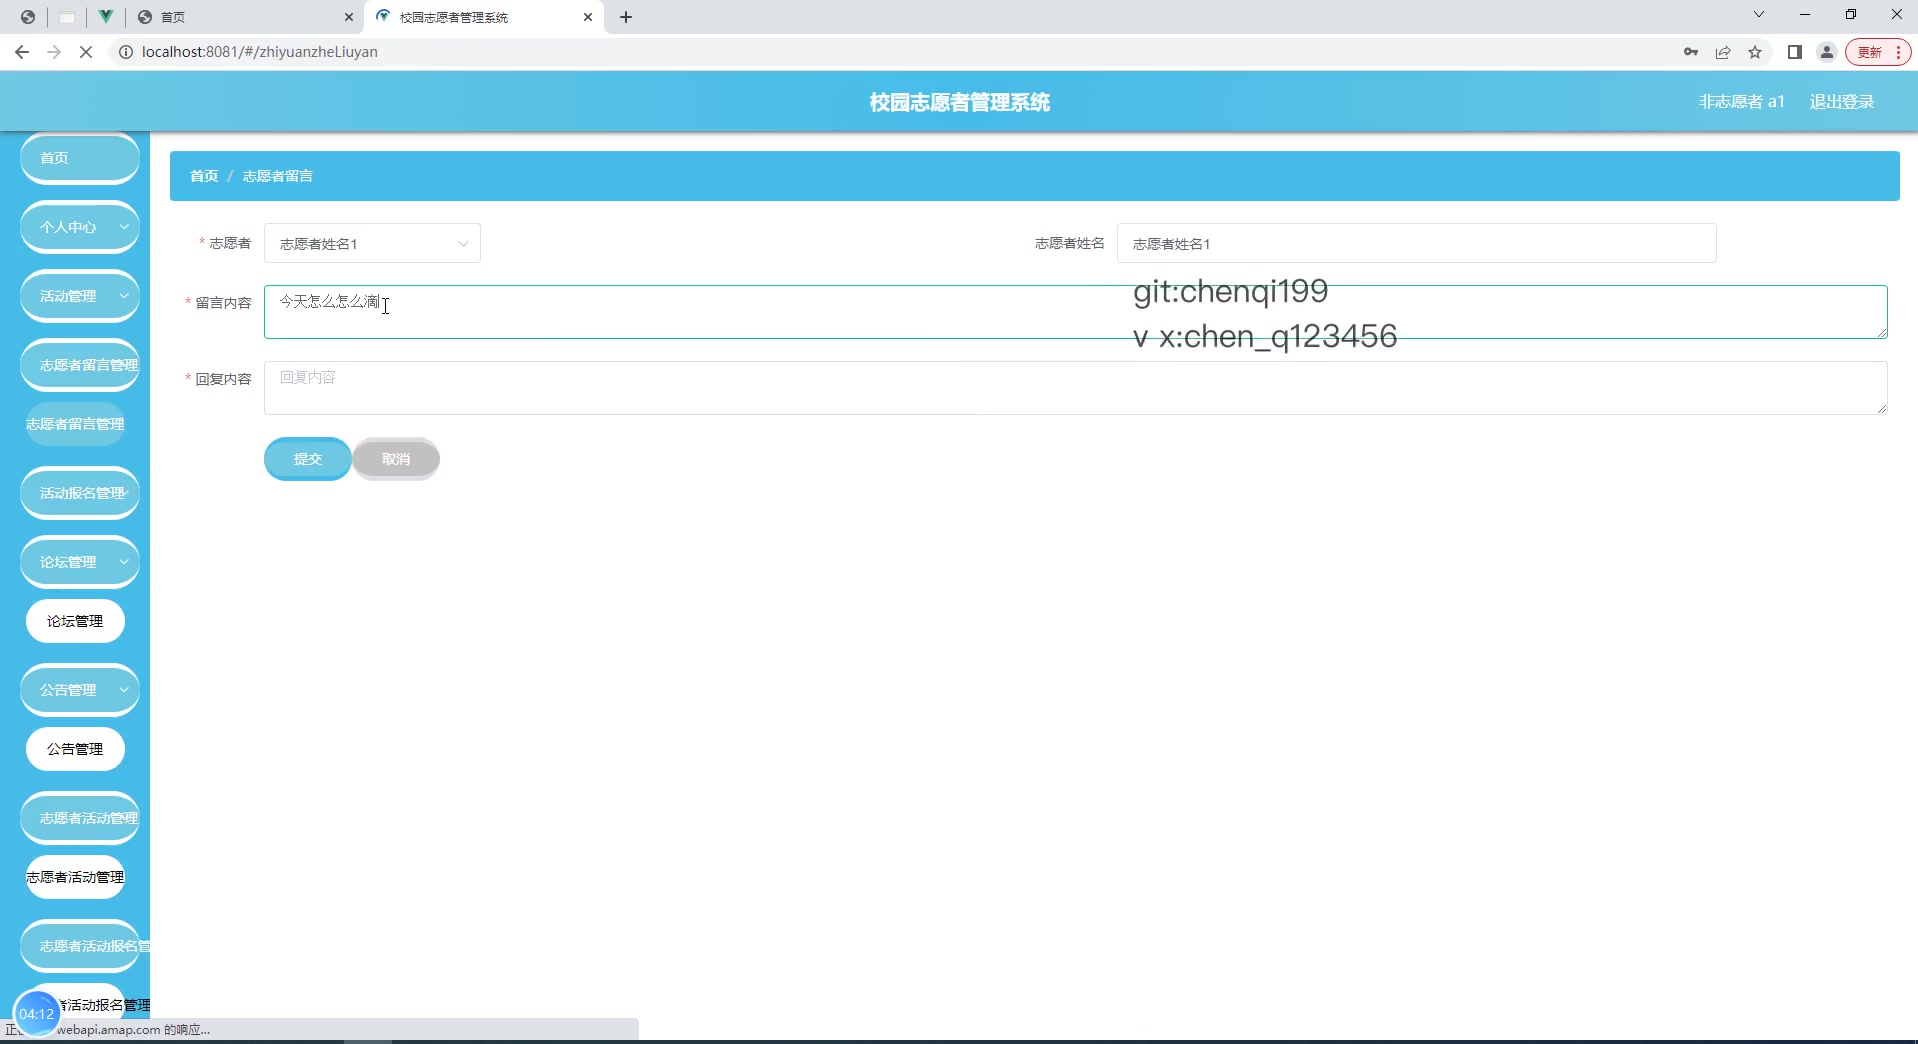 首页
校园志愿者管理系统
localhost:8081/#/zhiyuanzheLiuyan
更新
校园志愿者管理系统
非志愿者 a1
退出登录
首页
个人中心
活动管理
志愿者留言管理
志愿者留言管理
活动报名管理
论坛管理
论坛管理
公告管理
公告管理
志愿者活动管理
志愿者活动管理
志愿者活动报名管
者活动报名管理
首页 / 志愿者留言
* 志愿者
志愿者姓名1
志愿者姓名
志愿者姓名1
* 留言内容
今天怎么怎么滴
git:chenqi199
v x:chen_q123456
* 回复内容
回复内容
提交
取消
04:12
webapi.amap.com 的响应...